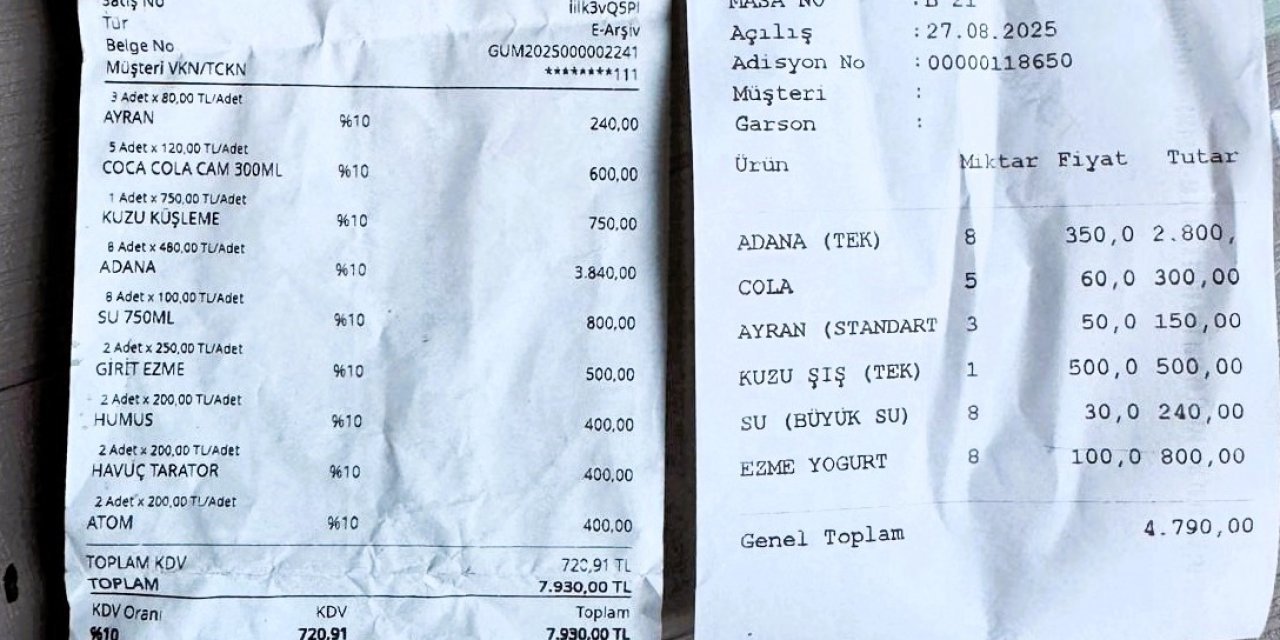 Satış No iilk3vQ5Pl
Tür E-Arşiv
Belge No GUM2025000002241
Müşteri VKN/TCKN ********111
3 Adet x 80,00 TL/Adet
AYRAN %10 240,00
5 Adet x 120,00 TL/Adet
COCA COLA CAM 300ML %10 600,00
1 Adet x 750,00 TL/Adet
KUZU KÜŞLEME %10 750,00
8 Adet x 480,00 TL/Adet
ADANA %10 3.840,00
8 Adet x 100,00 TL/Adet
SU 750ML %10 800,00
2 Adet x 250,00 TL/Adet
GİRİT EZME %10 500,00
2 Adet x 200,00 TL/Adet
HUMUS %10 400,00
2 Adet x 200,00 TL/Adet
HAVUÇ TARATOR %10 400,00
2 Adet x 200,00 TL/Adet
ATOM %10 400,00
TOPLAM KDV 720,91 TL
TOPLAM 7.930,00 TL
KDV Oranı KDV Toplam
%10 720,91 7.930,00 TL
MASA NO : B 21
Açılış : 27.08.2025
Adisyon No : 00000118650
Müşteri :
Garson :
Ürün Miktar Fiyat Tutar
ADANA (TEK) 8 350,0 2.800,
COLA 5 60,0 300,00
AYRAN (STANDART 3 50,0 150,00
KUZU ŞIŞ (TEK) 1 500,0 500,00
SU (BÜYÜK SU) 8 30,0 240,00
EZME YOGURT 8 100,0 800,00
Genel Toplam 4.790,00